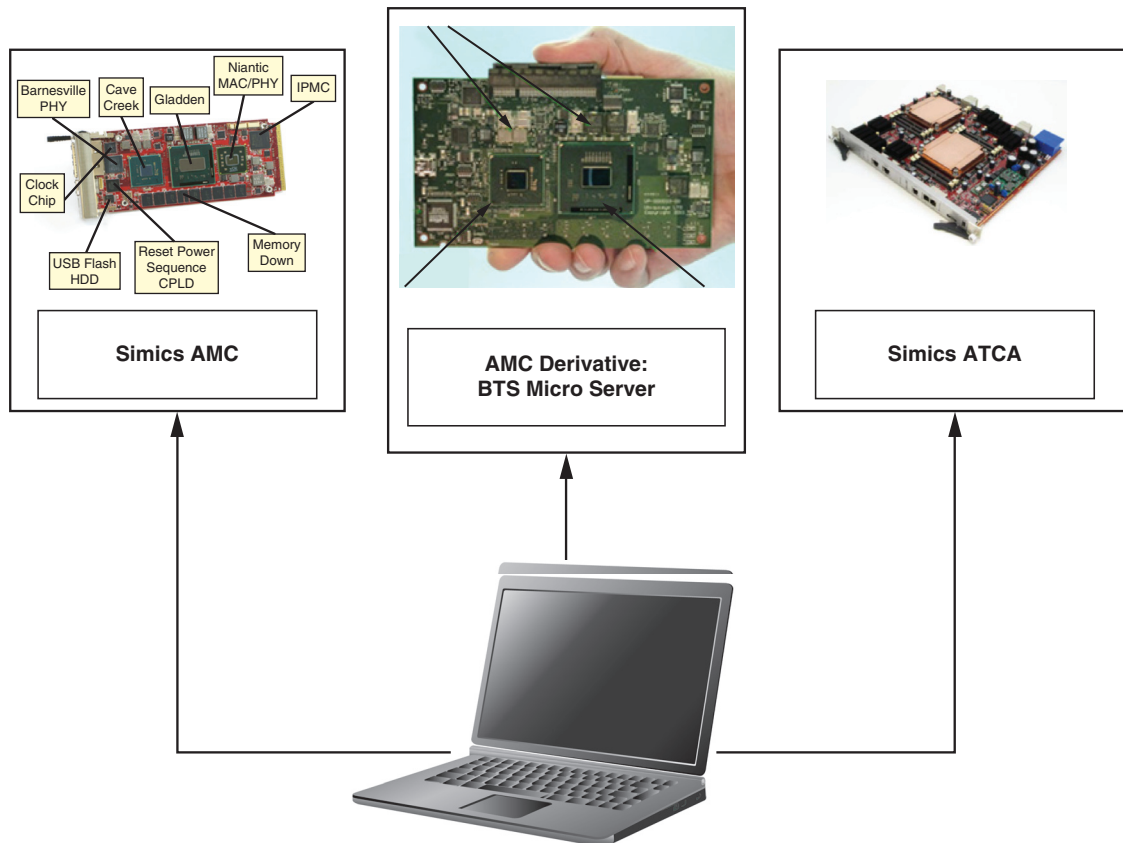 Barnesville
PHY
Cave
Creek
Gladden
Niantic
MAC/PHY
IPMC
Clock
Chip
USB Flash
HDD
Reset Power
Sequence
CPLD
Memory
Down
Simics AMC
AMC Derivative:
BTS Micro Server
Simics ATCA